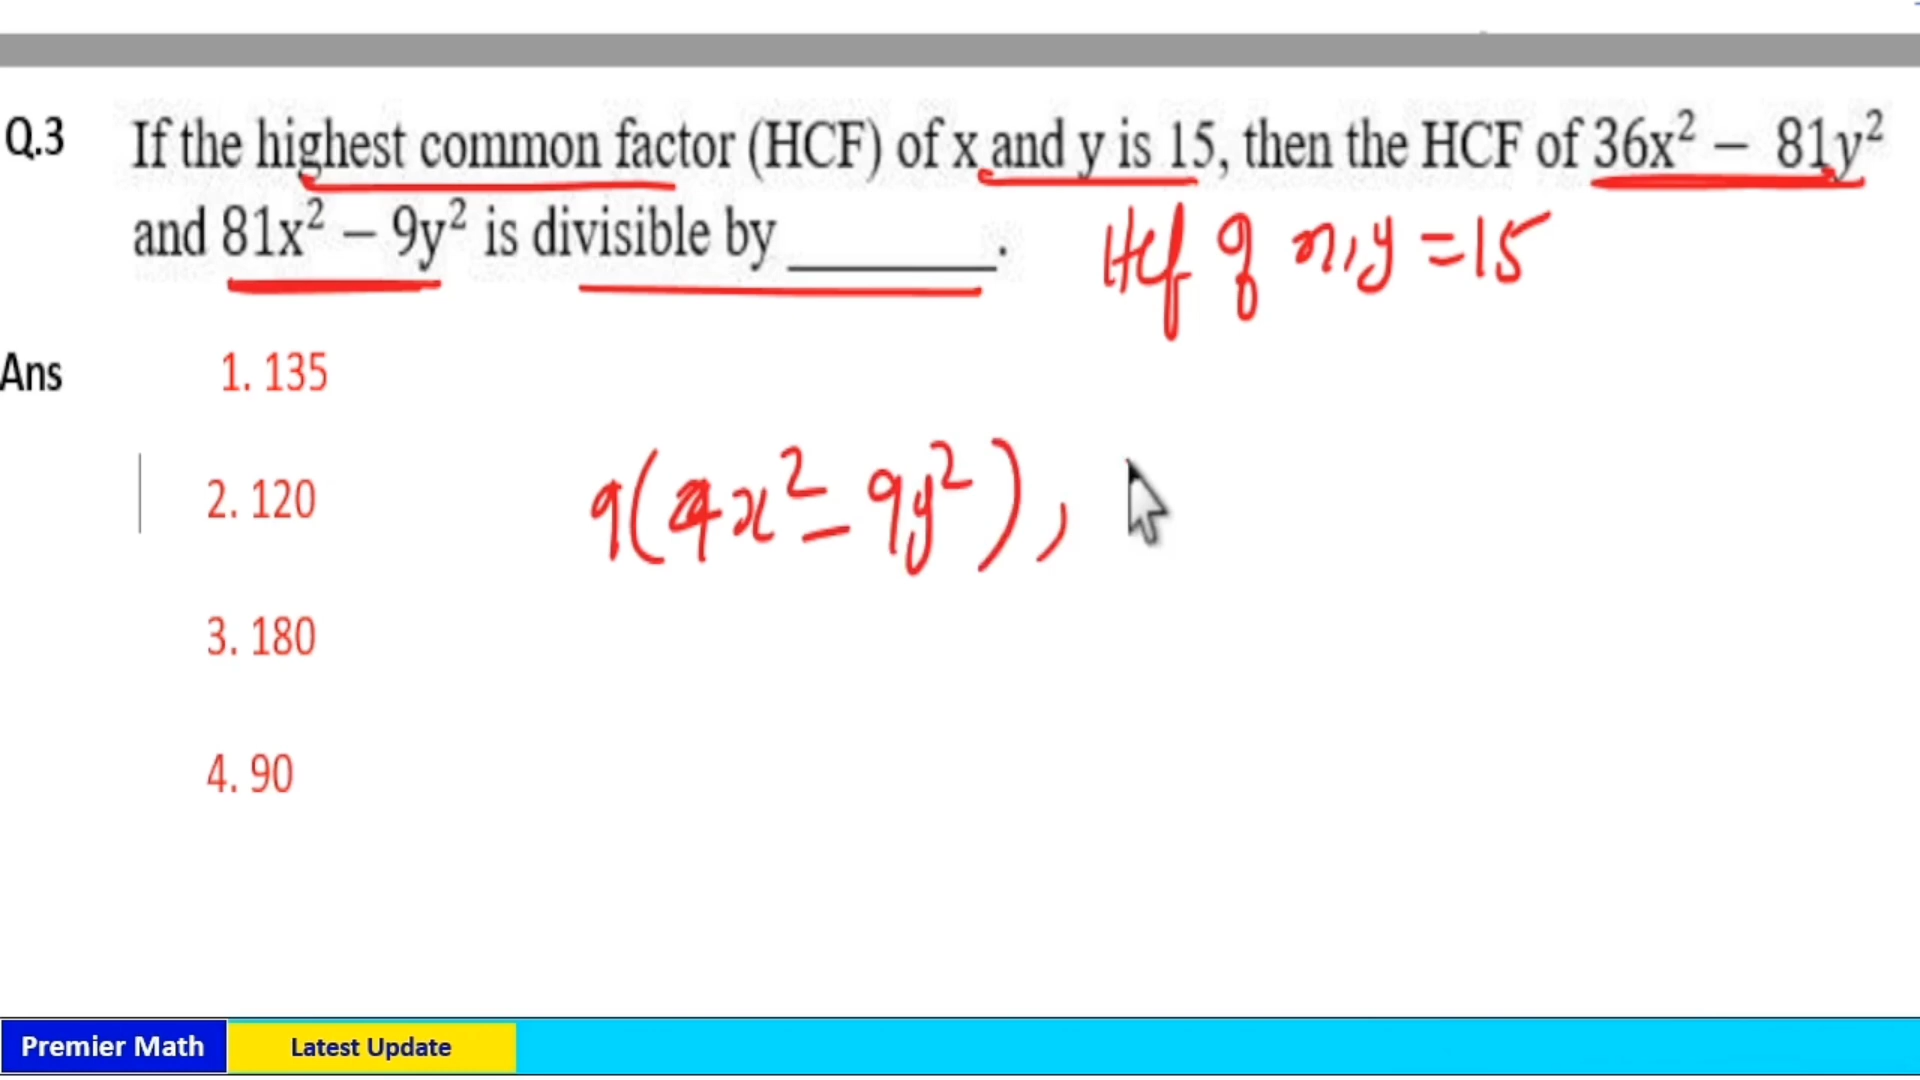 Q.3 If the highest common factor (HCF) of x and y is 15, then the HCF of 36x² − 81y²
and 81x² − 9y² is divisible by ________.
Hcf of x, y = 15
Ans 1. 135
2. 120
9(4x² − 9y²),
3. 180
4. 90
Premier Math Latest Update